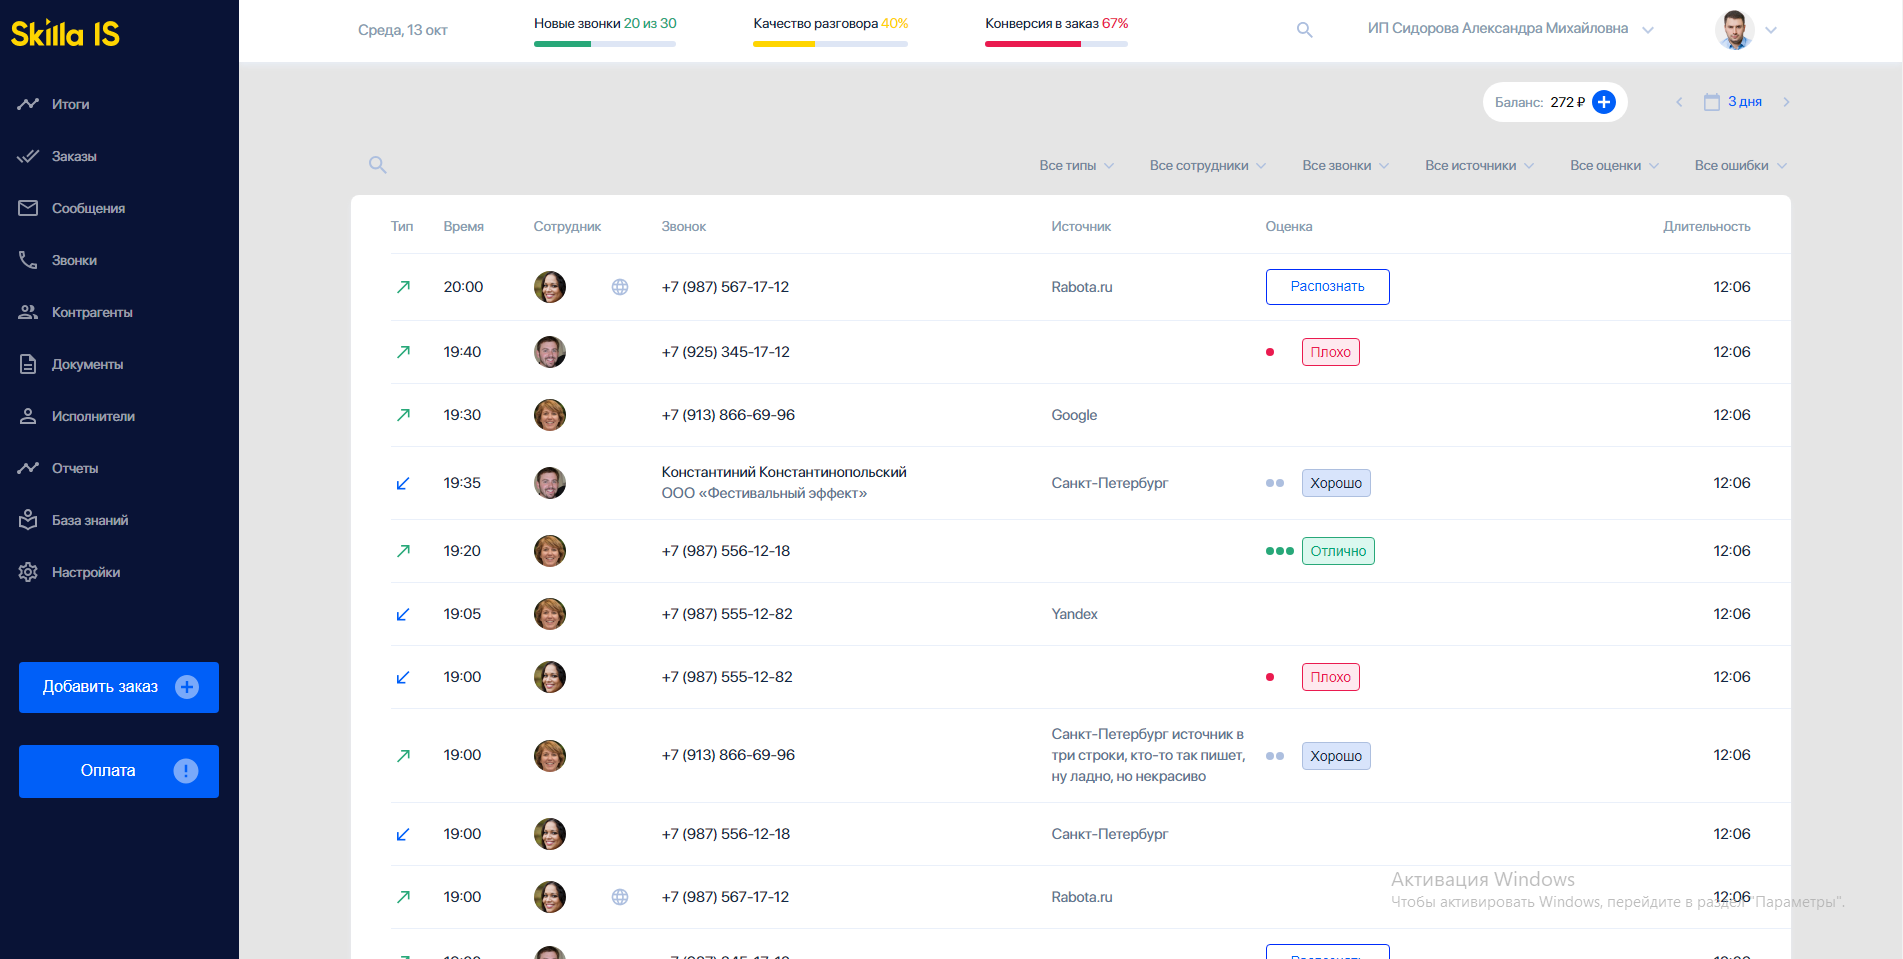 Skilla IS
Среда, 13 окт
Новые звонки 20 из 30
Качество разговора 40%
Конверсия в заказ 67%
ИП Сидорова Александра Михайловна
Итоги
Заказы
Сообщения
Звонки
Контрагенты
Документы
Исполнители
Отчеты
База знаний
Настройки
Добавить заказ
Оплата
Баланс: 272 ₽
3 дня
Все типы
Все сотрудники
Все звонки
Все источники
Все оценки
Все ошибки
Тип Время Сотрудник Звонок Источник Оценка Длительность
20:00 +7 (987) 567-17-12 Rabota.ru Распознать 12:06
19:40 +7 (925) 345-17-12 Плохо 12:06
19:30 +7 (913) 866-69-96 Google 12:06
Константиний Константинопольский
19:35 ООО «Фестивальный эффект» Санкт-Петербург Хорошо 12:06
19:20 +7 (987) 556-12-18 Отлично 12:06
19:05 +7 (987) 555-12-82 Yandex 12:06
19:00 +7 (987) 555-12-82 Плохо 12:06
Санкт-Петербург источник в
19:00 +7 (913) 866-69-96 три строки, кто-то так пишет, Хорошо 12:06
ну ладно, но некрасиво
19:00 +7 (987) 556-12-18 Санкт-Петербург 12:06
19:00 +7 (987) 567-17-12 Rabota.ru 12:06
Активация Windows
Чтобы активировать Windows, перейдите в раздел "Параметры".
Распознать